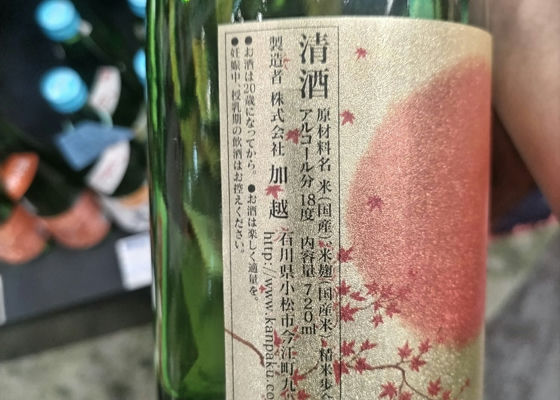 清酒
原材料名 米(国産)、米麹(国産米) 精米歩合
アルコール分 18度 内容量 720ml
製造者 株式会社 加越 石川県小松市今江町九
http://www.kanpaku.co
●お酒は20歳になってから。●お酒は楽しく適量を。
●妊娠中、授乳期の飲酒はお控えください。